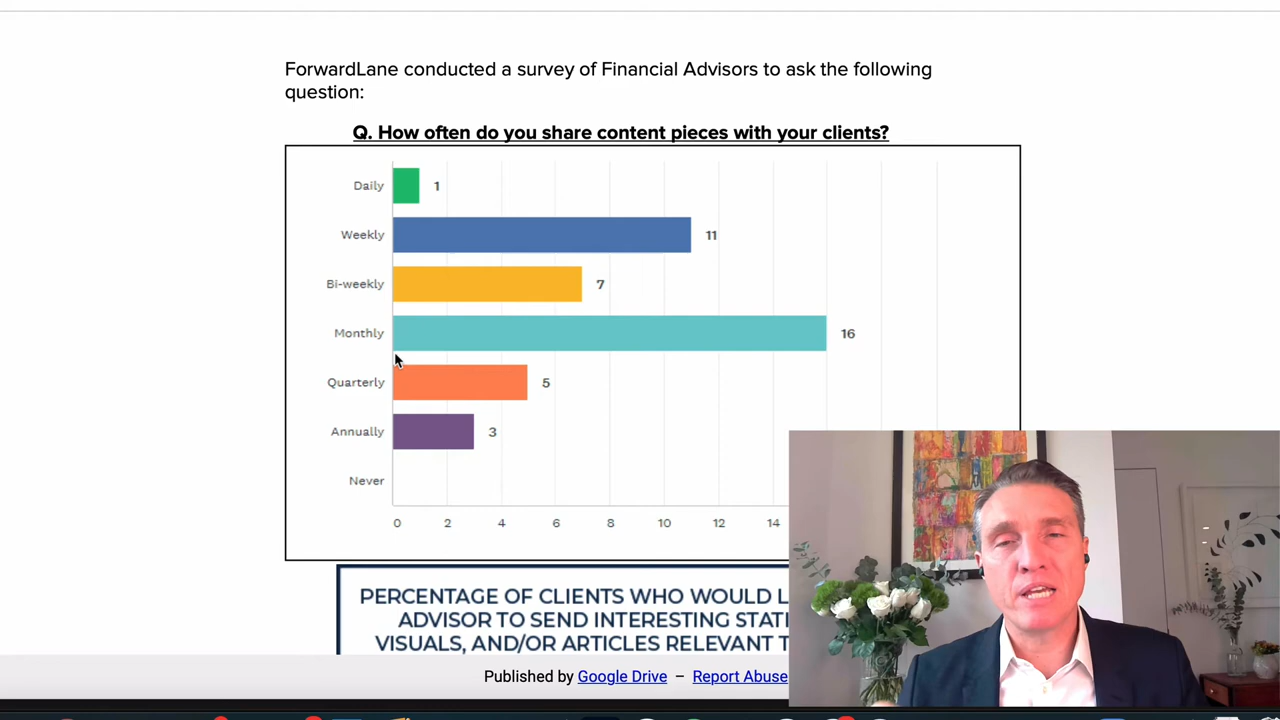 ForwardLane conducted a survey of Financial Advisors to ask the following
question:
Q. How often do you share content pieces with your clients?
Daily 1
Weekly 11
Bi-weekly 7
Monthly 16
Quarterly 5
Annually 3
Never
0 2 4 6 8 10 12 14
PERCENTAGE OF CLIENTS WHO WOULD L
ADVISOR TO SEND INTERESTING STATI
VISUALS, AND/OR ARTICLES RELEVANT T
Published by Google Drive – Report Abuse